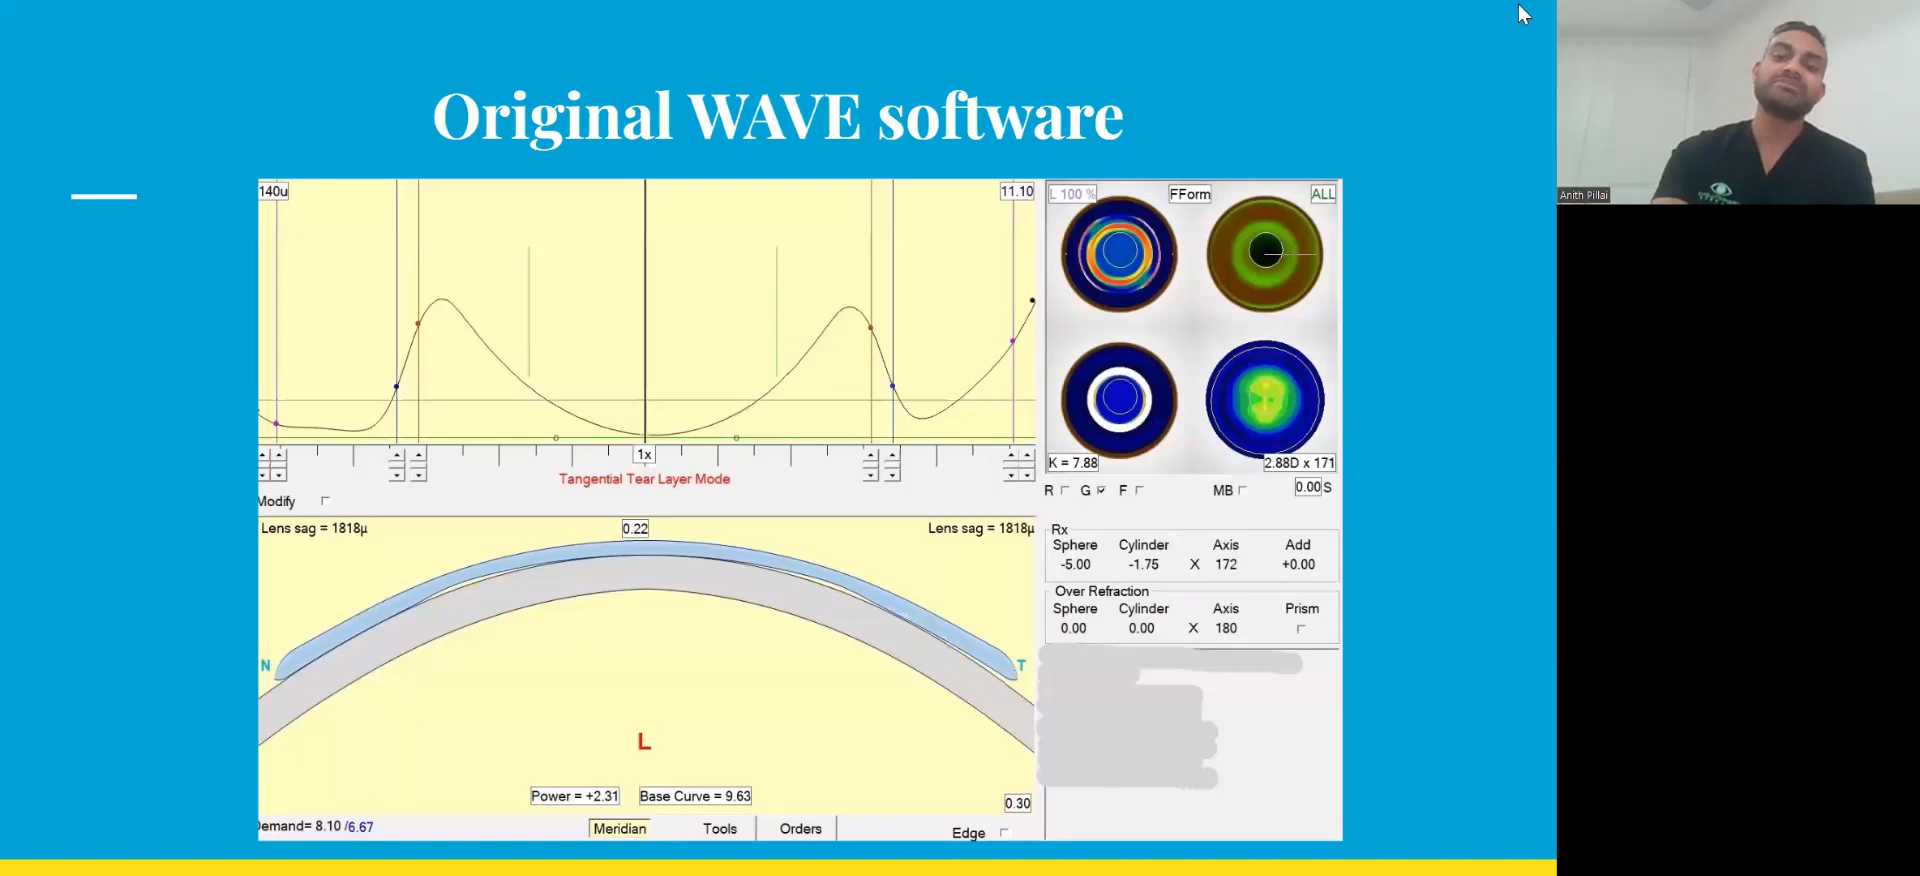 Original WAVE software
140u
11.10
L 100 %
FForm
ALL
1x
K = 7.88
2.88D x 171
Tangential Tear Layer Mode
R G F MB 0.00 S
Modify
Lens sag = 1818µ
0.22
Lens sag = 1818µ
Rx
Sphere Cylinder Axis Add
-5.00 -1.75 X 172 +0.00
Over Refraction
Sphere Cylinder Axis Prism
0.00 0.00 X 180
N
T
L
Power = +2.31
Base Curve = 9.63
0.30
Demand= 8.10 /6.67
Meridian
Tools
Orders
Edge
Anith Pillai